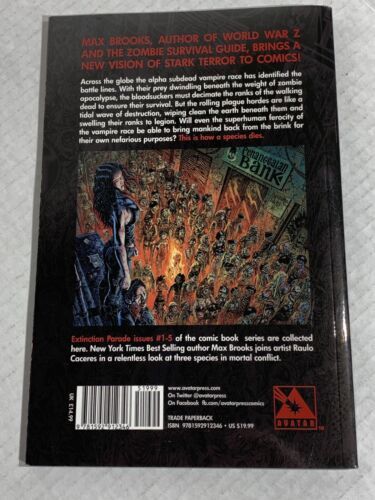 MAX BROOKS, AUTHOR OF WORLD WAR Z
AND THE ZOMBIE SURVIVAL GUIDE, BRINGS A
NEW VISION OF STARK TERROR TO COMICS!
Across the globe the alpha subdead vampire race has identified the
battle lines. With their prey dwindling beneath the weight of zombie
apocalypse, the bloodsuckers must decimate the ranks of the walking
dead to ensure their survival. But the rolling plague hordes are like a
tidal wave of destruction, wiping clean the earth beneath them and
swelling their ranks to legion. Will even the superhuman ferocity of
the vampire race be able to bring mankind back from the brink for
their own nefarious purposes? This is how a species dies.
Bank
Extinction Parade issues #1-5 of the comic book series are collected
here. New York Times Best Selling author Max Brooks joins artist Raulo
Caceres in a relentless look at three species in mortal conflict.
51999
9781592912346
UK £14.99
www.avatarpress.com
On Twitter @avatarpress
On Facebook fb.com/avatarpresscomics
TRADE PAPERBACK
ISBN: 9781592912346 • US $19.99
AVATAR